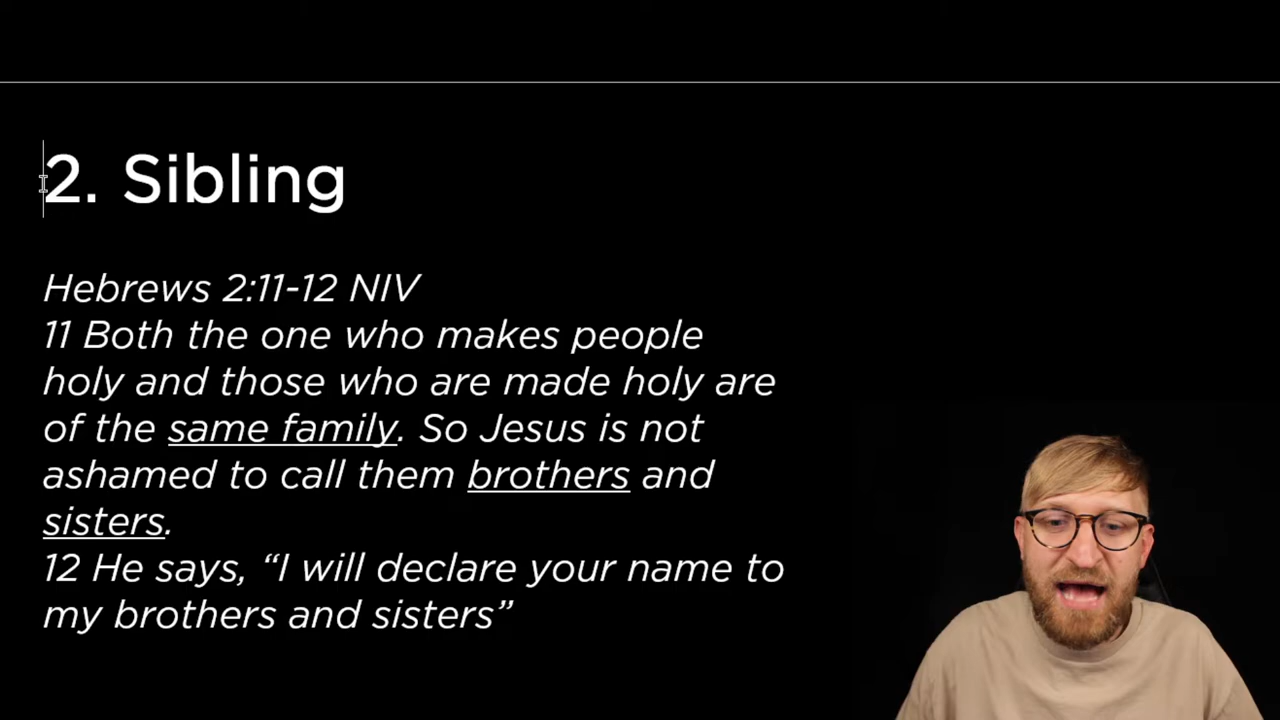 2. Sibling
Hebrews 2:11-12 NIV
11 Both the one who makes people
holy and those who are made holy are
of the same family. So Jesus is not
ashamed to call them brothers and
sisters.
12 He says, “I will declare your name to
my brothers and sisters”